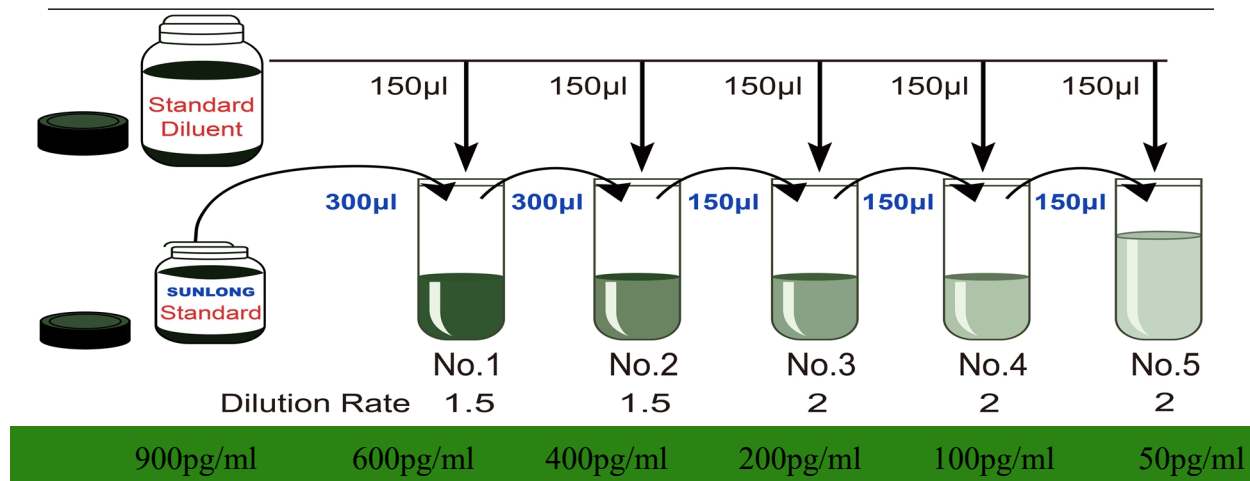 150µl 150µl 150µl 150µl 150µl
Standard
Diluent
300µl 300µl 150µl 150µl 150µl
SUNLONG
Standard
No.1 No.2 No.3 No.4 No.5
Dilution Rate 1.5 1.5 2 2 2
900pg/ml 600pg/ml 400pg/ml 200pg/ml 100pg/ml 50pg/ml